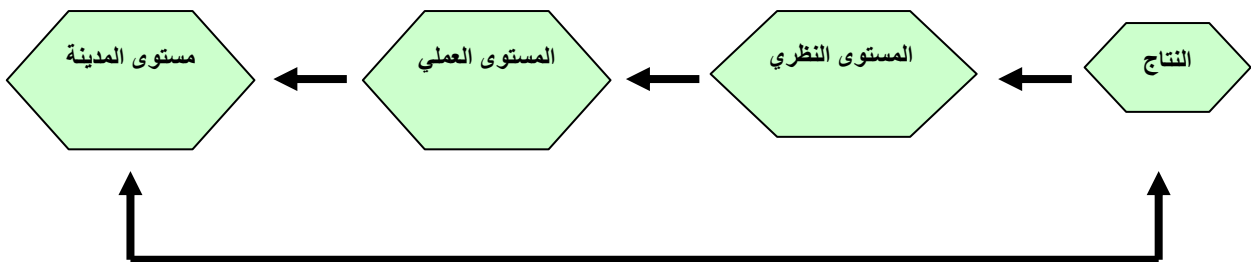 النتاج
المستوى النظري
المستوى العملي
مستوى المدينة